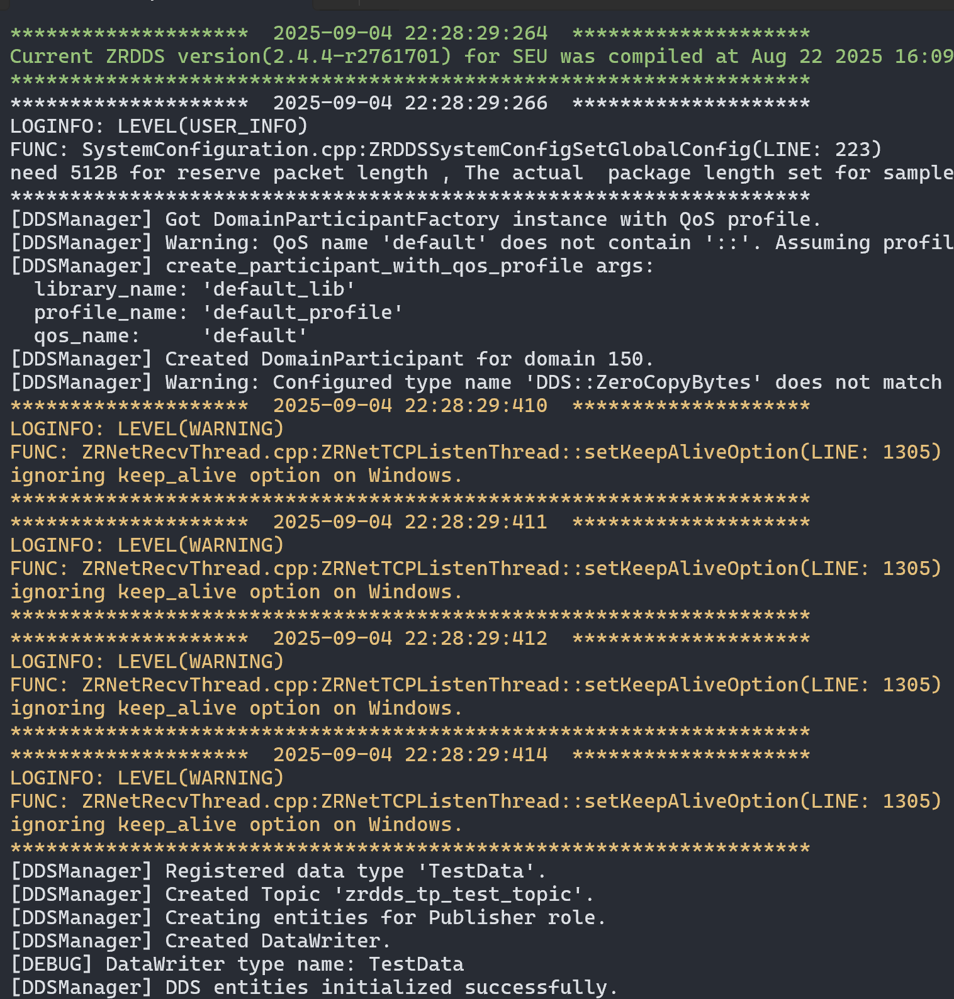 ********************  2025-09-04 22:28:29:264  ********************
Current ZRDDS version(2.4.4-r2761701) for SEU was compiled at Aug 22 2025 16:09
*******************************************************************
********************  2025-09-04 22:28:29:266  ********************
LOGINFO: LEVEL(USER_INFO)
FUNC: SystemConfiguration.cpp:ZRDDSSystemConfigSetGlobalConfig(LINE: 223)
need 512B for reserve packet length , The actual  package length set for sample
*******************************************************************
[DDSManager] Got DomainParticipantFactory instance with QoS profile.
[DDSManager] Warning: QoS name 'default' does not contain '::'. Assuming profil
[DDSManager] create_participant_with_qos_profile args:
  library_name: 'default_lib'
  profile_name: 'default_profile'
  qos_name:     'default'
[DDSManager] Created DomainParticipant for domain 150.
[DDSManager] Warning: Configured type name 'DDS::ZeroCopyBytes' does not match
********************  2025-09-04 22:28:29:410  ********************
LOGINFO: LEVEL(WARNING)
FUNC: ZRNetRecvThread.cpp:ZRNetTCPListenThread::setKeepAliveOption(LINE: 1305)
ignoring keep_alive option on Windows.
*******************************************************************
********************  2025-09-04 22:28:29:411  ********************
LOGINFO: LEVEL(WARNING)
FUNC: ZRNetRecvThread.cpp:ZRNetTCPListenThread::setKeepAliveOption(LINE: 1305)
ignoring keep_alive option on Windows.
*******************************************************************
********************  2025-09-04 22:28:29:412  ********************
LOGINFO: LEVEL(WARNING)
FUNC: ZRNetRecvThread.cpp:ZRNetTCPListenThread::setKeepAliveOption(LINE: 1305)
ignoring keep_alive option on Windows.
*******************************************************************
********************  2025-09-04 22:28:29:414  ********************
LOGINFO: LEVEL(WARNING)
FUNC: ZRNetRecvThread.cpp:ZRNetTCPListenThread::setKeepAliveOption(LINE: 1305)
ignoring keep_alive option on Windows.
*******************************************************************
[DDSManager] Registered data type 'TestData'.
[DDSManager] Created Topic 'zrdds_tp_test_topic'.
[DDSManager] Creating entities for Publisher role.
[DDSManager] Created DataWriter.
[DEBUG] DataWriter type name: TestData
[DDSManager] DDS entities initialized successfully.